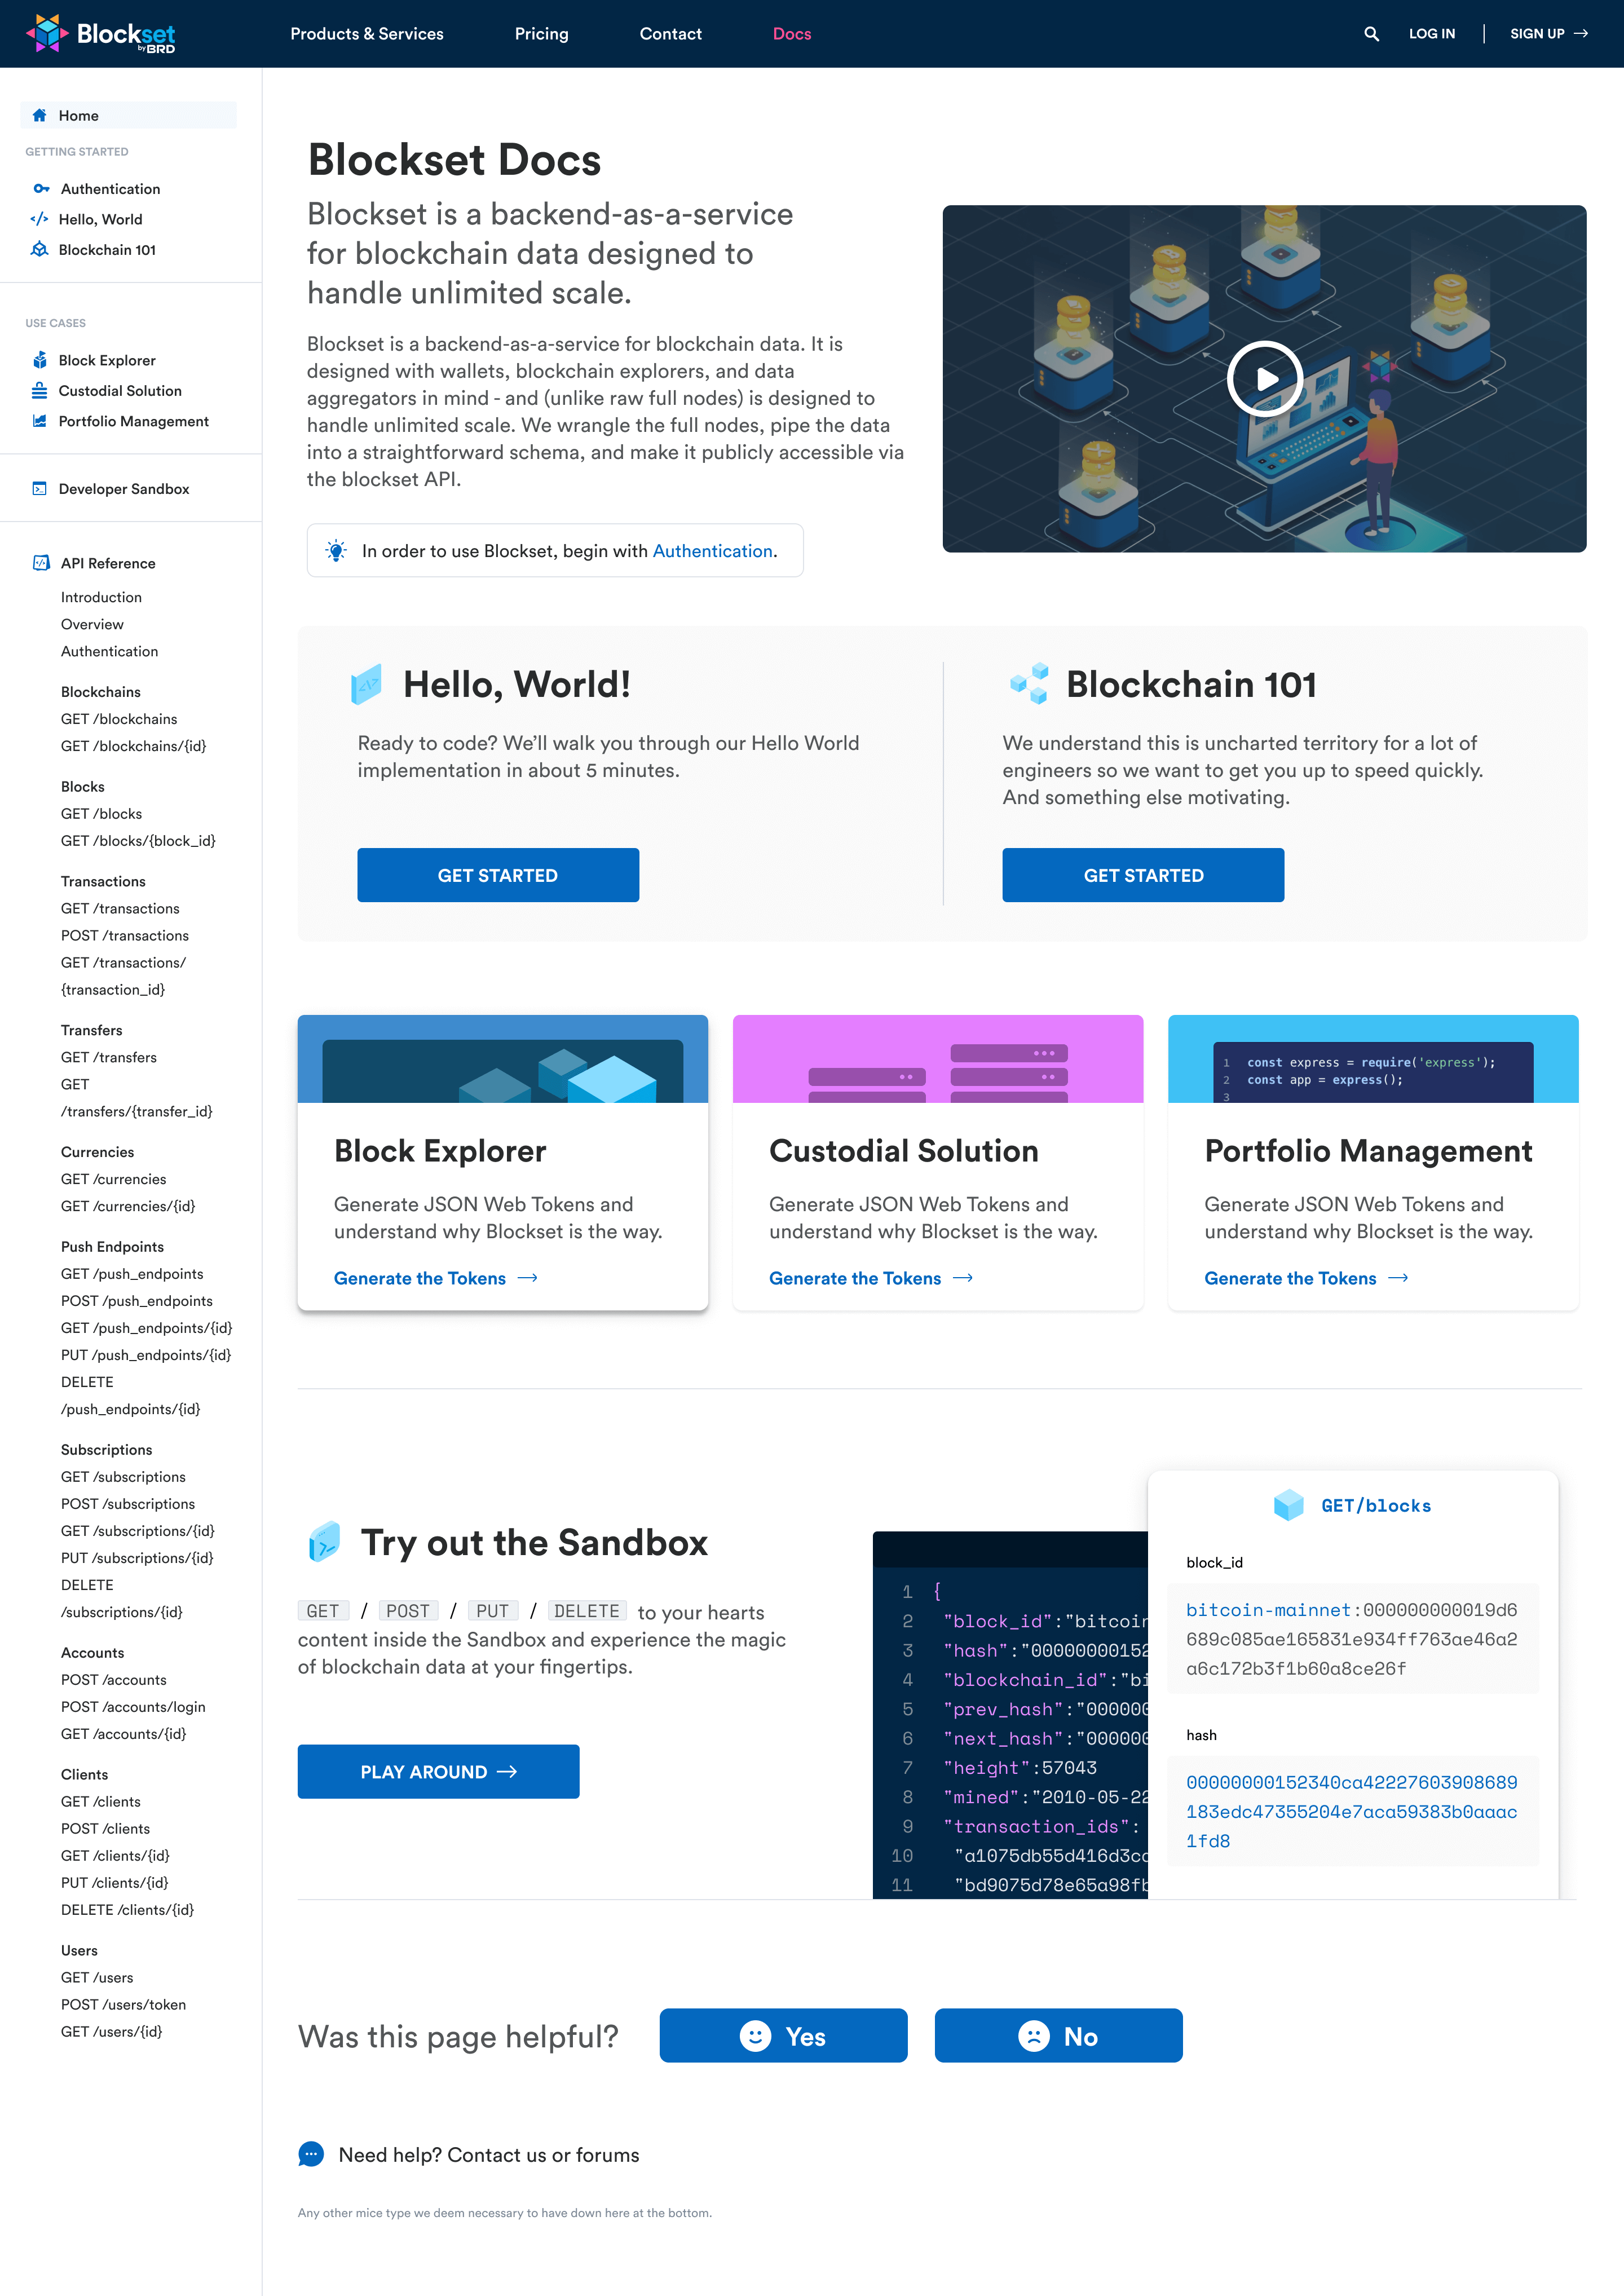 Blockset
by BRD
Products & Services
Pricing
Contact
Docs
LOG IN
SIGN UP
Home
GETTING STARTED
Authentication
Hello, World
Blockchain 101
USE CASES
Block Explorer
Custodial Solution
Portfolio Management
Developer Sandbox
API Reference
Introduction
Overview
Authentication
Blockchains
GET /blockchains
GET /blockchains/{id}
Blocks
GET /blocks
GET /blocks/{block_id}
Transactions
GET /transactions
POST /transactions
GET /transactions/
{transaction_id}
Transfers
GET /transfers
GET
/transfers/{transfer_id}
Currencies
GET /currencies
GET /currencies/{id}
Push Endpoints
GET /push_endpoints
POST /push_endpoints
GET /push_endpoints/{id}
PUT /push_endpoints/{id}
DELETE
/push_endpoints/{id}
Subscriptions
GET /subscriptions
POST /subscriptions
GET /subscriptions/{id}
PUT /subscriptions/{id}
DELETE
/subscriptions/{id}
Accounts
POST /accounts
POST /accounts/login
GET /accounts/{id}
Clients
GET /clients
POST /clients
GET /clients/{id}
PUT /clients/{id}
DELETE /clients/{id}
Users
GET /users
POST /users/token
GET /users/{id}
Blockset Docs
Blockset is a backend-as-a-service
for blockchain data designed to
handle unlimited scale.
Blockset is a backend-as-a-service for blockchain data. It is
designed with wallets, blockchain explorers, and data
aggregators in mind - and (unlike raw full nodes) is designed to
handle unlimited scale. We wrangle the full nodes, pipe the data
into a straightforward schema, and make it publicly accessible via
the blockset API.
In order to use Blockset, begin with Authentication.
Hello, World!
Ready to code? We’ll walk you through our Hello World
implementation in about 5 minutes.
GET STARTED
Blockchain 101
We understand this is uncharted territory for a lot of
engineers so we want to get you up to speed quickly.
And something else motivating.
GET STARTED
Block Explorer
Generate JSON Web Tokens and
understand why Blockset is the way.
Generate the Tokens
Custodial Solution
Generate JSON Web Tokens and
understand why Blockset is the way.
Generate the Tokens
1 const express = require('express');
2 const app = express();
3
Portfolio Management
Generate JSON Web Tokens and
understand why Blockset is the way.
Generate the Tokens
Try out the Sandbox
GET / POST / PUT / DELETE to your hearts
content inside the Sandbox and experience the magic
of blockchain data at your fingertips.
PLAY AROUND
1 {
2 "block_id":"bitcoin
3 "hash":"00000000152
4 "blockchain_id":"bi
5 "prev_hash":"000000
6 "next_hash":"000000
7 "height":57043
8 "mined":"2010-05-22
9 "transaction_ids":
10 "a1075db55d416d3cc
11 "bd9075d78e65a98fb
GET/blocks
block_id
bitcoin-mainnet:000000000019d6
689c085ae165831e934ff763ae46a2
a6c172b3f1b60a8ce26f
hash
00000000152340ca42227603908689
183edc47355204e7aca59383b0aaac
1fd8
Was this page helpful?
Yes
No
Need help? Contact us or forums
Any other mice type we deem necessary to have down here at the bottom.